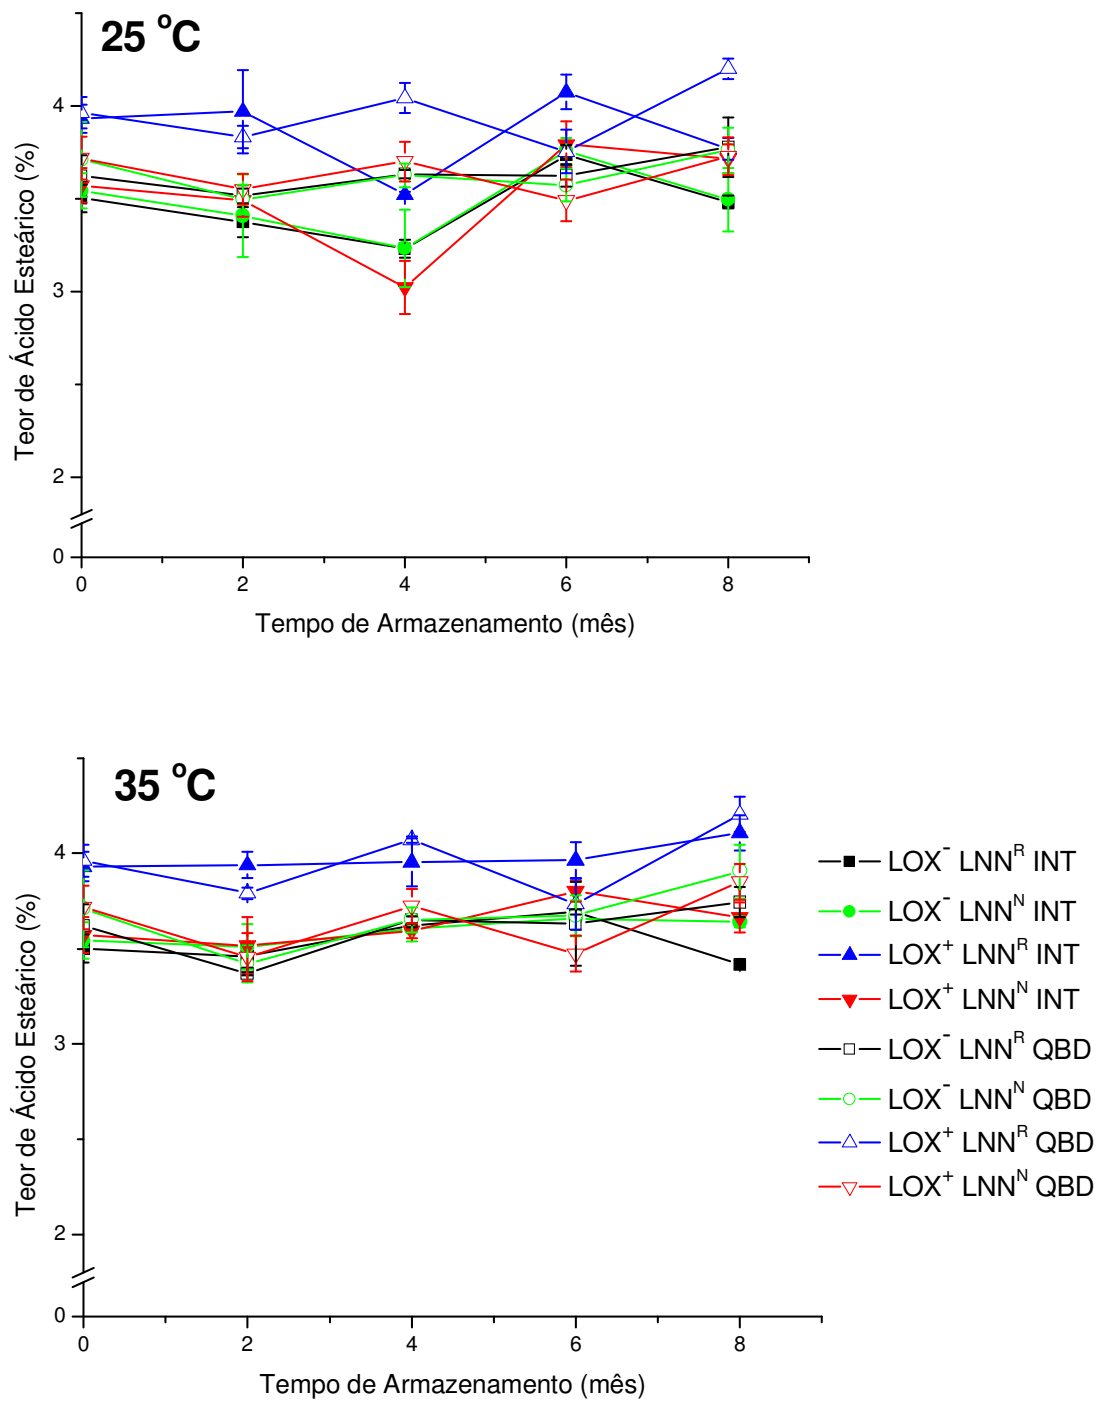 25 °C
Teor de Ácido Esteárico (%)
4
3
2
0
0 2 4 6 8
Tempo de Armazenamento (mês)
35 °C
Teor de Ácido Esteárico (%)
4
3
2
0
0 2 4 6 8
Tempo de Armazenamento (mês)
LOX⁻ LNNᴿ INT
LOX⁻ LNNᴺ INT
LOX⁺ LNNᴿ INT
LOX⁺ LNNᴺ INT
LOX⁻ LNNᴿ QBD
LOX⁻ LNNᴺ QBD
LOX⁺ LNNᴿ QBD
LOX⁺ LNNᴺ QBD